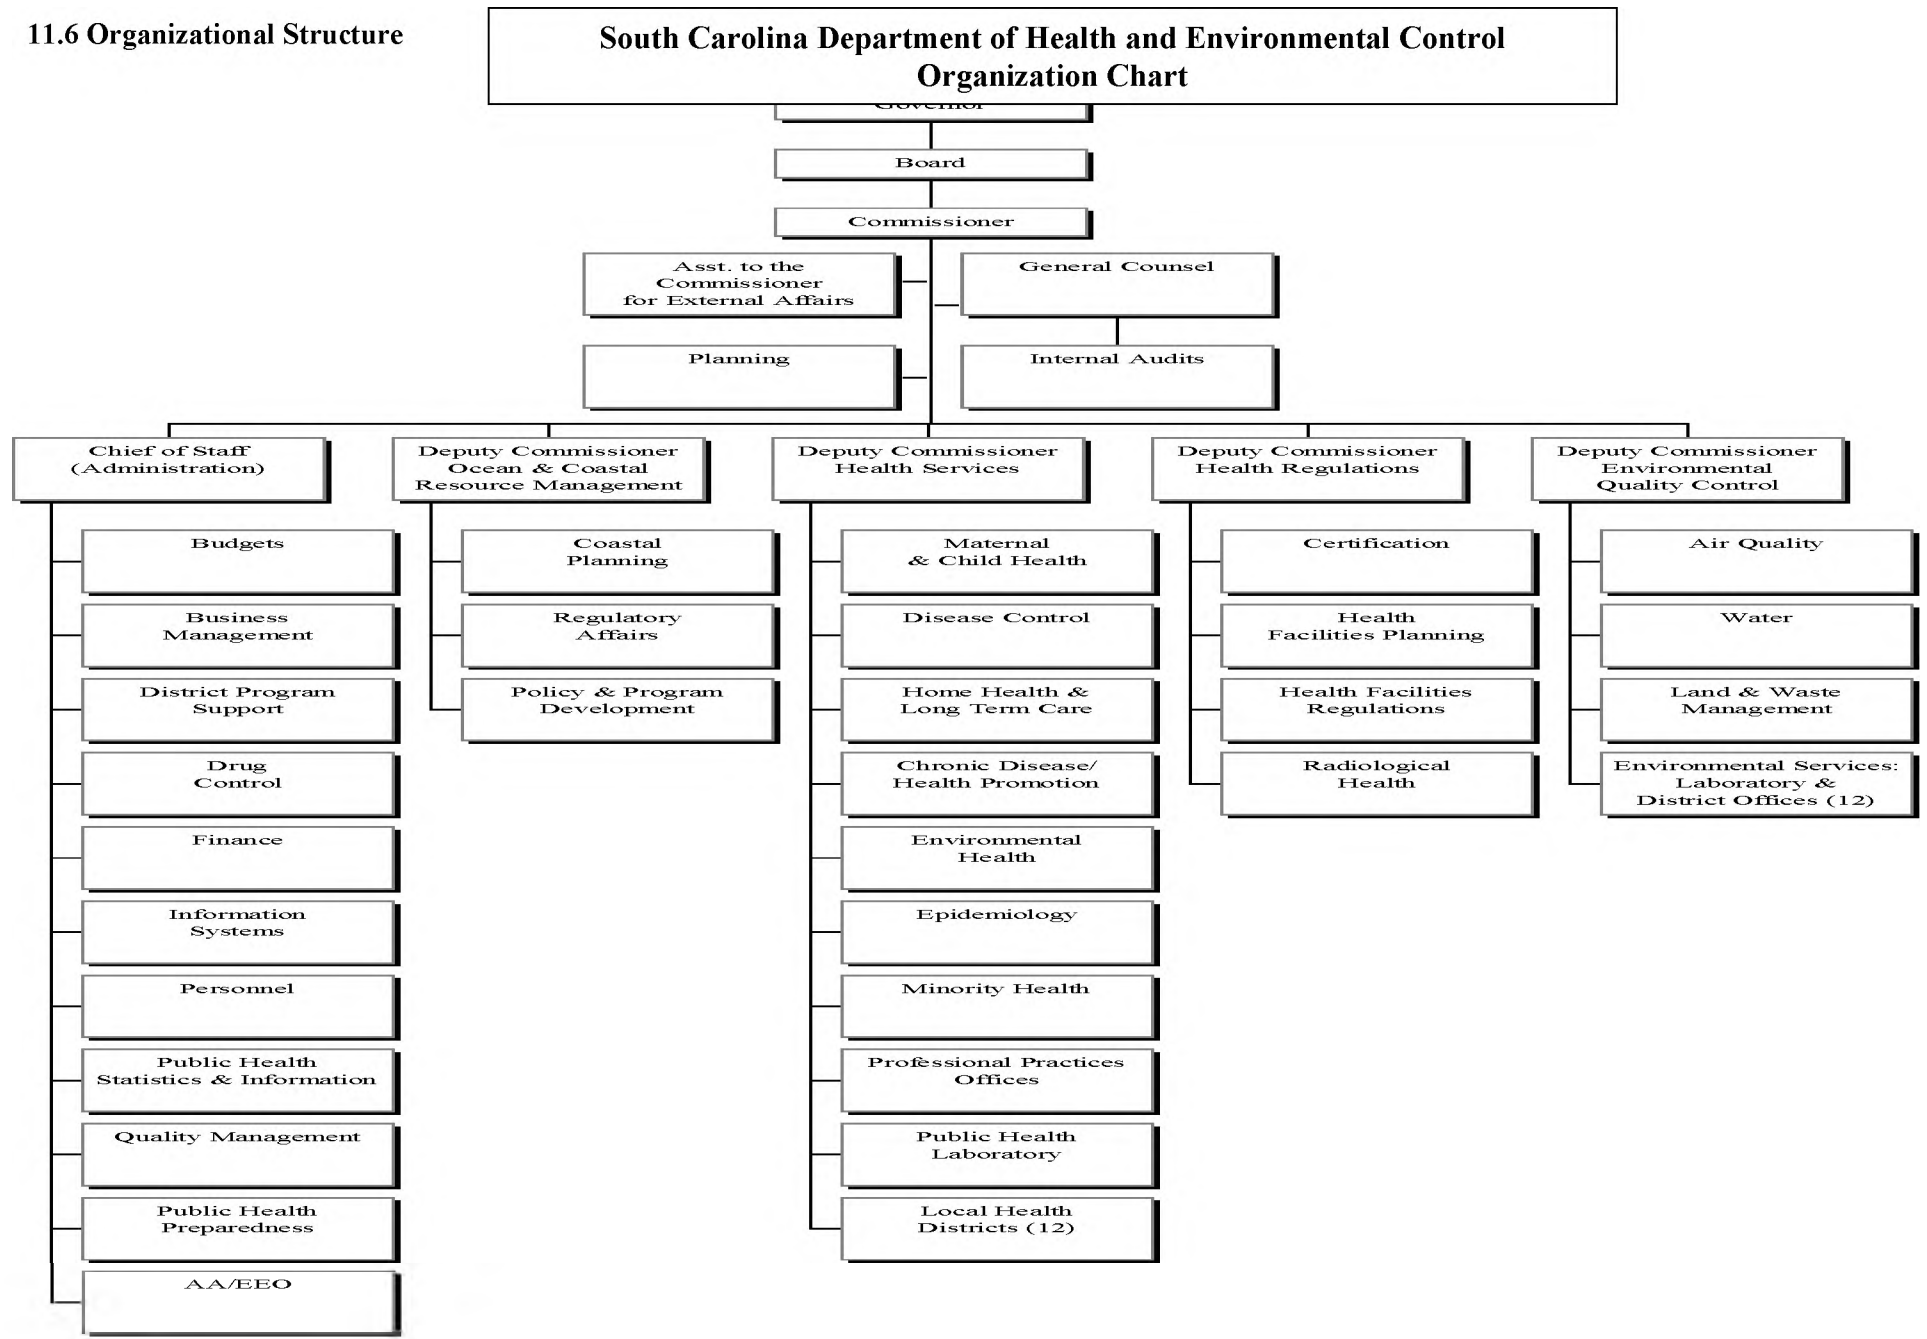 11.6 Organizational Structure
South Carolina Department of Health and Environmental Control
Organization Chart
Governor
Board
Commissioner
Asst. to the
Commissioner
for External Affairs
General Counsel
Planning
Internal Audits
Chief of Staff
(Administration)
Budgets
Business
Management
District Program
Support
Drug
Control
Finance
Information
Systems
Personnel
Public Health
Statistics & Information
Quality Management
Public Health
Preparedness
AA/EEO
Deputy Commissioner
Ocean & Coastal
Resource Management
Coastal
Planning
Regulatory
Affairs
Policy & Program
Development
Deputy Commissioner
Health Services
Maternal
& Child Health
Disease Control
Home Health &
Long Term Care
Chronic Disease/
Health Promotion
Environmental
Health
Epidemiology
Minority Health
Professional Practices
Offices
Public Health
Laboratory
Local Health
Districts (12)
Deputy Commissioner
Health Regulations
Certification
Health
Facilities Planning
Health Facilities
Regulations
Radiological
Health
Deputy Commissioner
Environmental
Quality Control
Air Quality
Water
Land & Waste
Management
Environmental Services:
Laboratory &
District Offices (12)